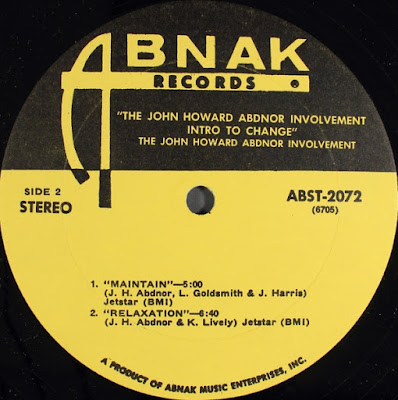 ABNAK
RECORDS
"THE JOHN HOWARD ABDNOR INVOLVEMENT
INTRO TO CHANGE"
THE JOHN HOWARD ABDNOR INVOLVEMENT
SIDE 2
STEREO
ABST-2072
(6705)
1. "MAINTAIN"—5:00
(J. H. Abdnor, L. Goldsmith & J. Harris)
Jetstar (BMI)
2. "RELAXATION"—6:40
(J. H. Abdnor & K. Lively) Jetstar (BMI)
A PRODUCT OF ABNAK MUSIC ENTERPRISES, INC.